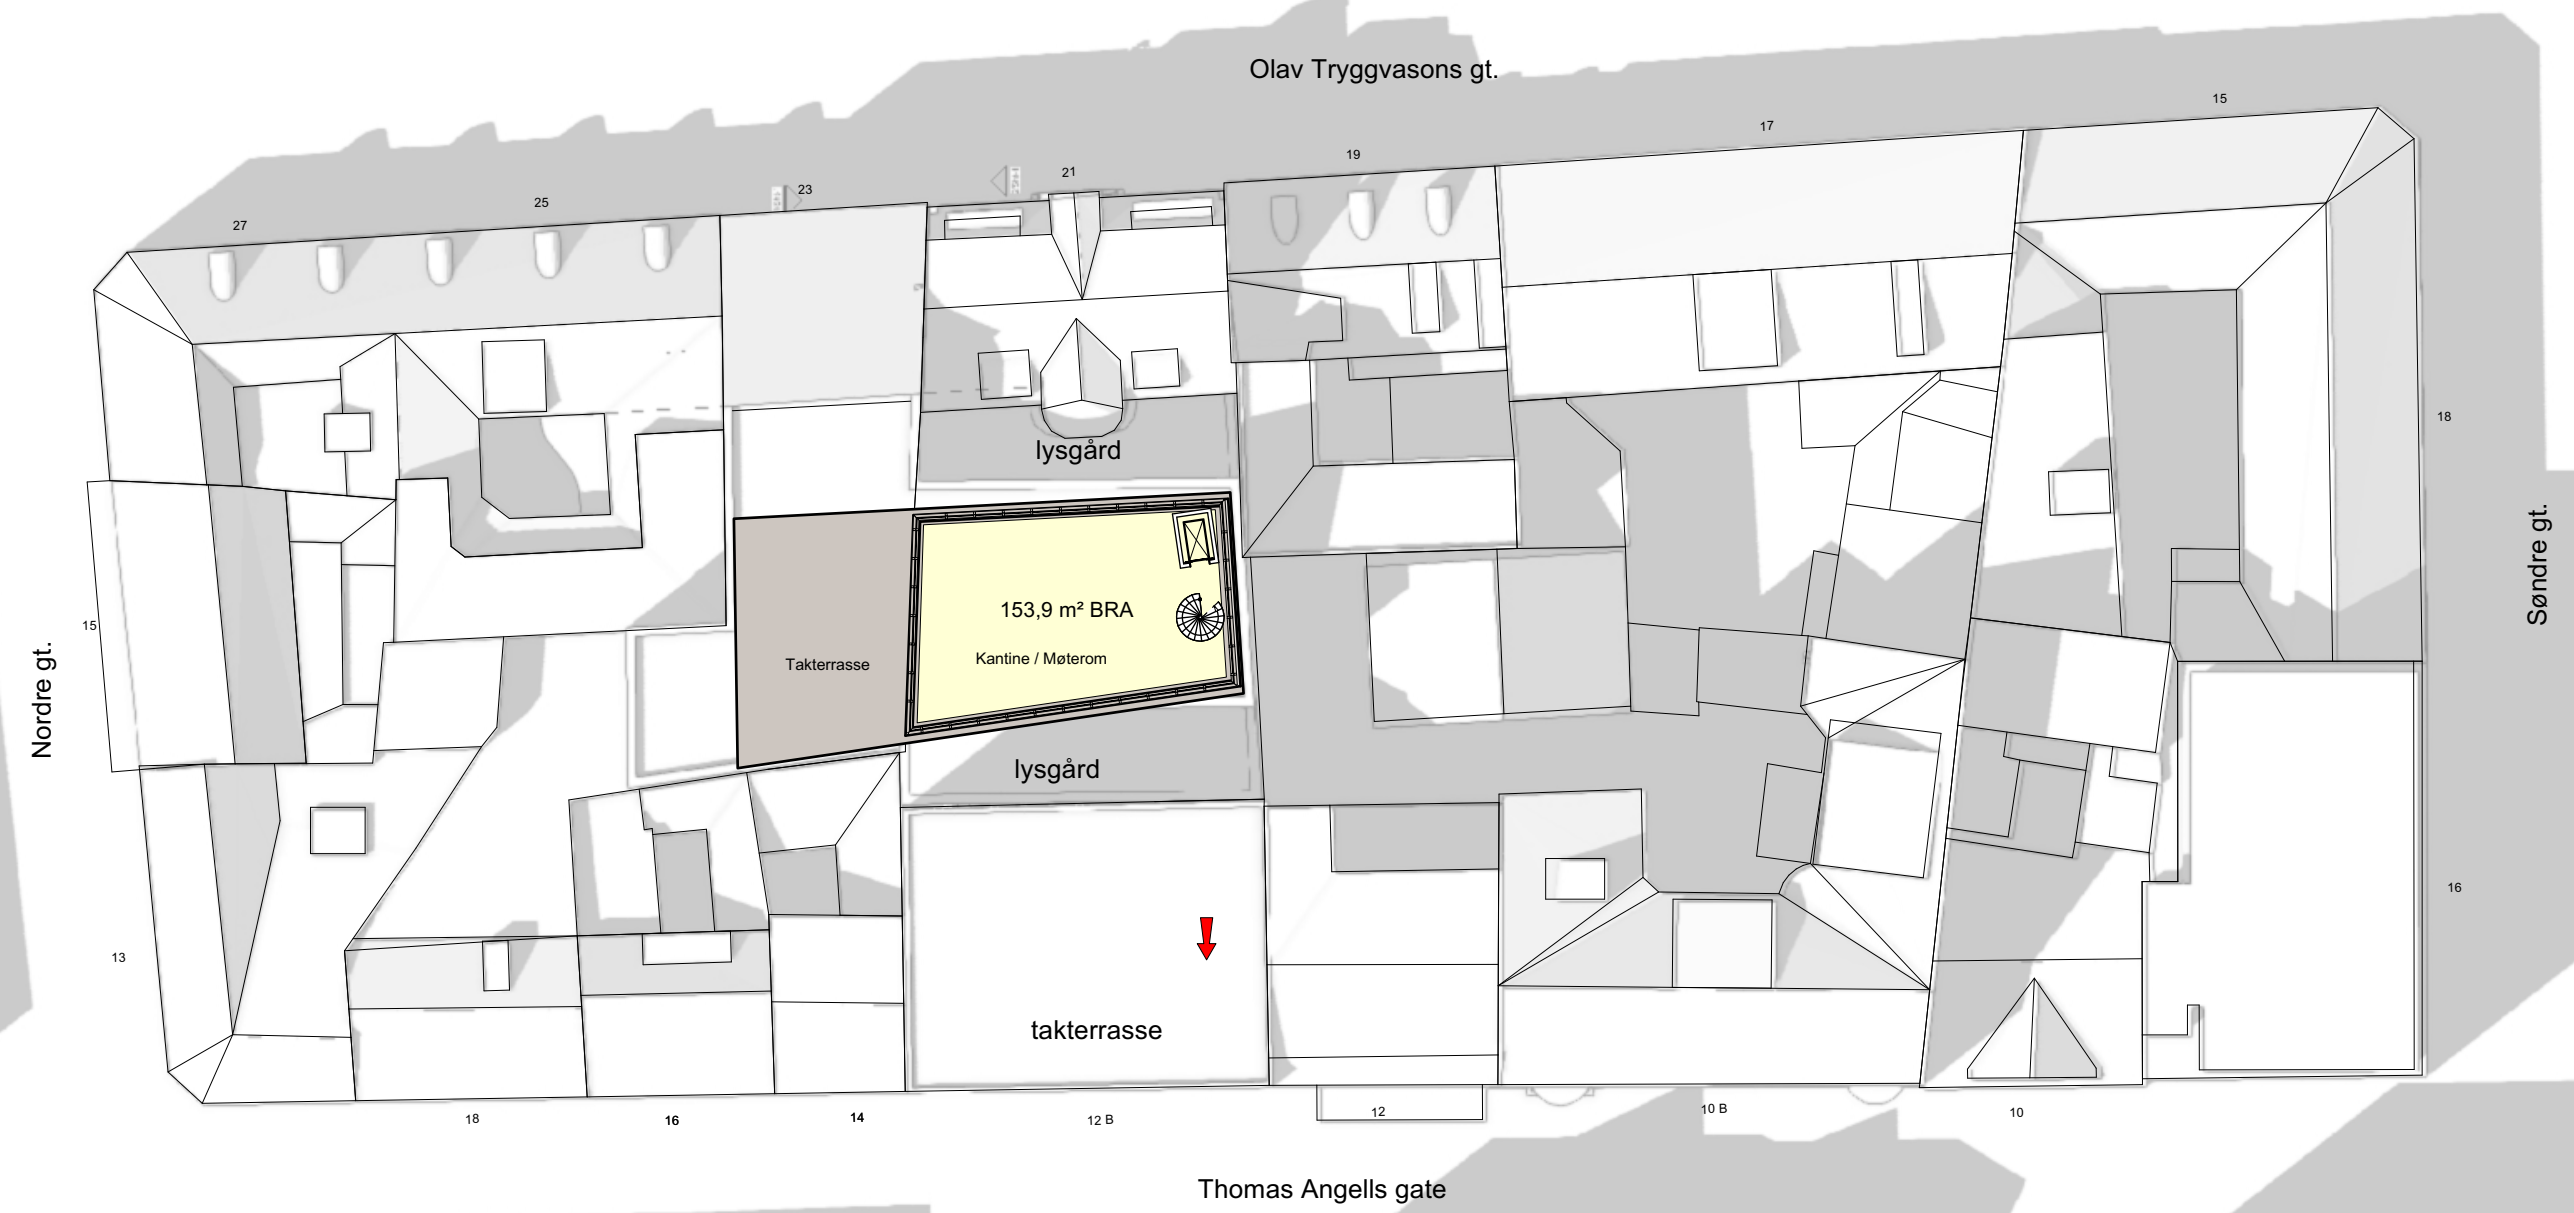 Olav Tryggvasons gt.
15
17
19
21
23
25
27
lysgård
18
153,9 m² BRA
Kantine / Møterom
Takterrasse
Søndre gt.
15
Nordre gt.
lysgård
16
13
takterrasse
18
16
14
12 B
12
10 B
10
Thomas Angells gate